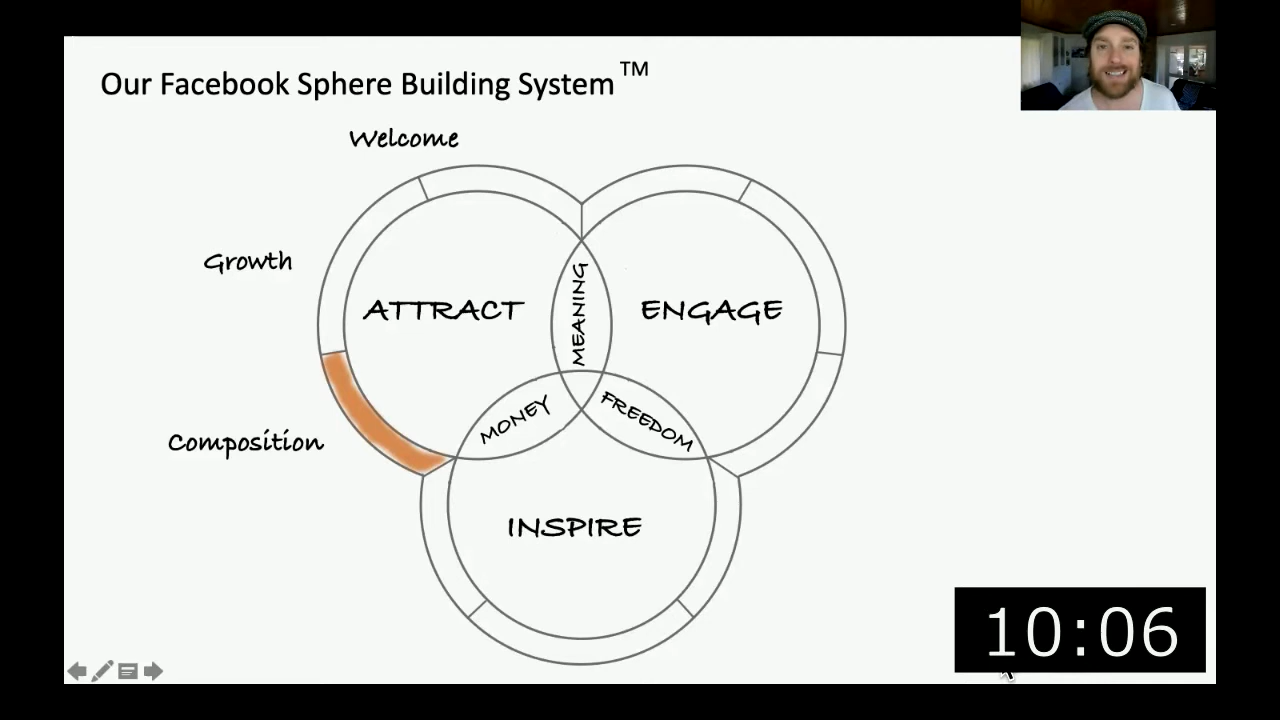 Our Facebook Sphere Building System™
Welcome
Growth
ATTRACT
MEANING
ENGAGE
MONEY
FREEDOM
Composition
INSPIRE
10:06